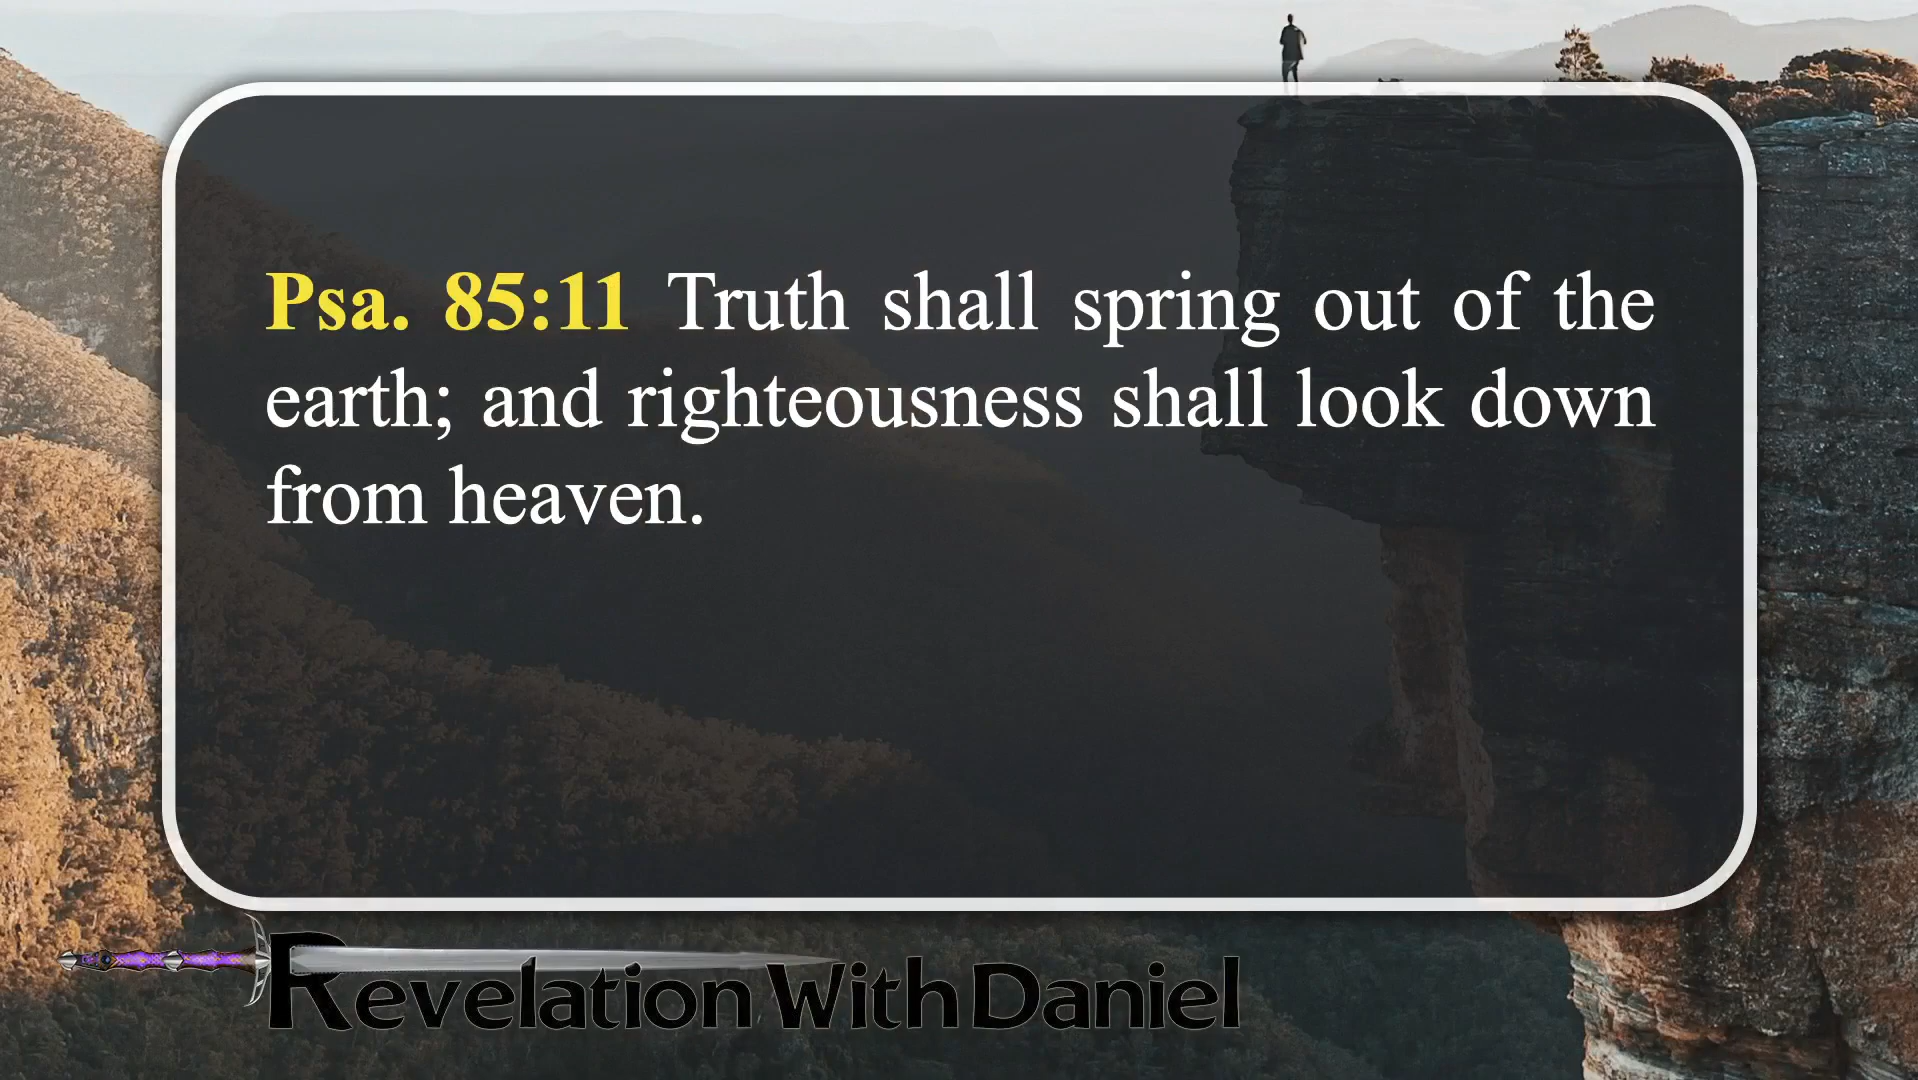 Psa. 85:11 Truth shall spring out of the
earth; and righteousness shall look down
from heaven.
Revelation With Daniel